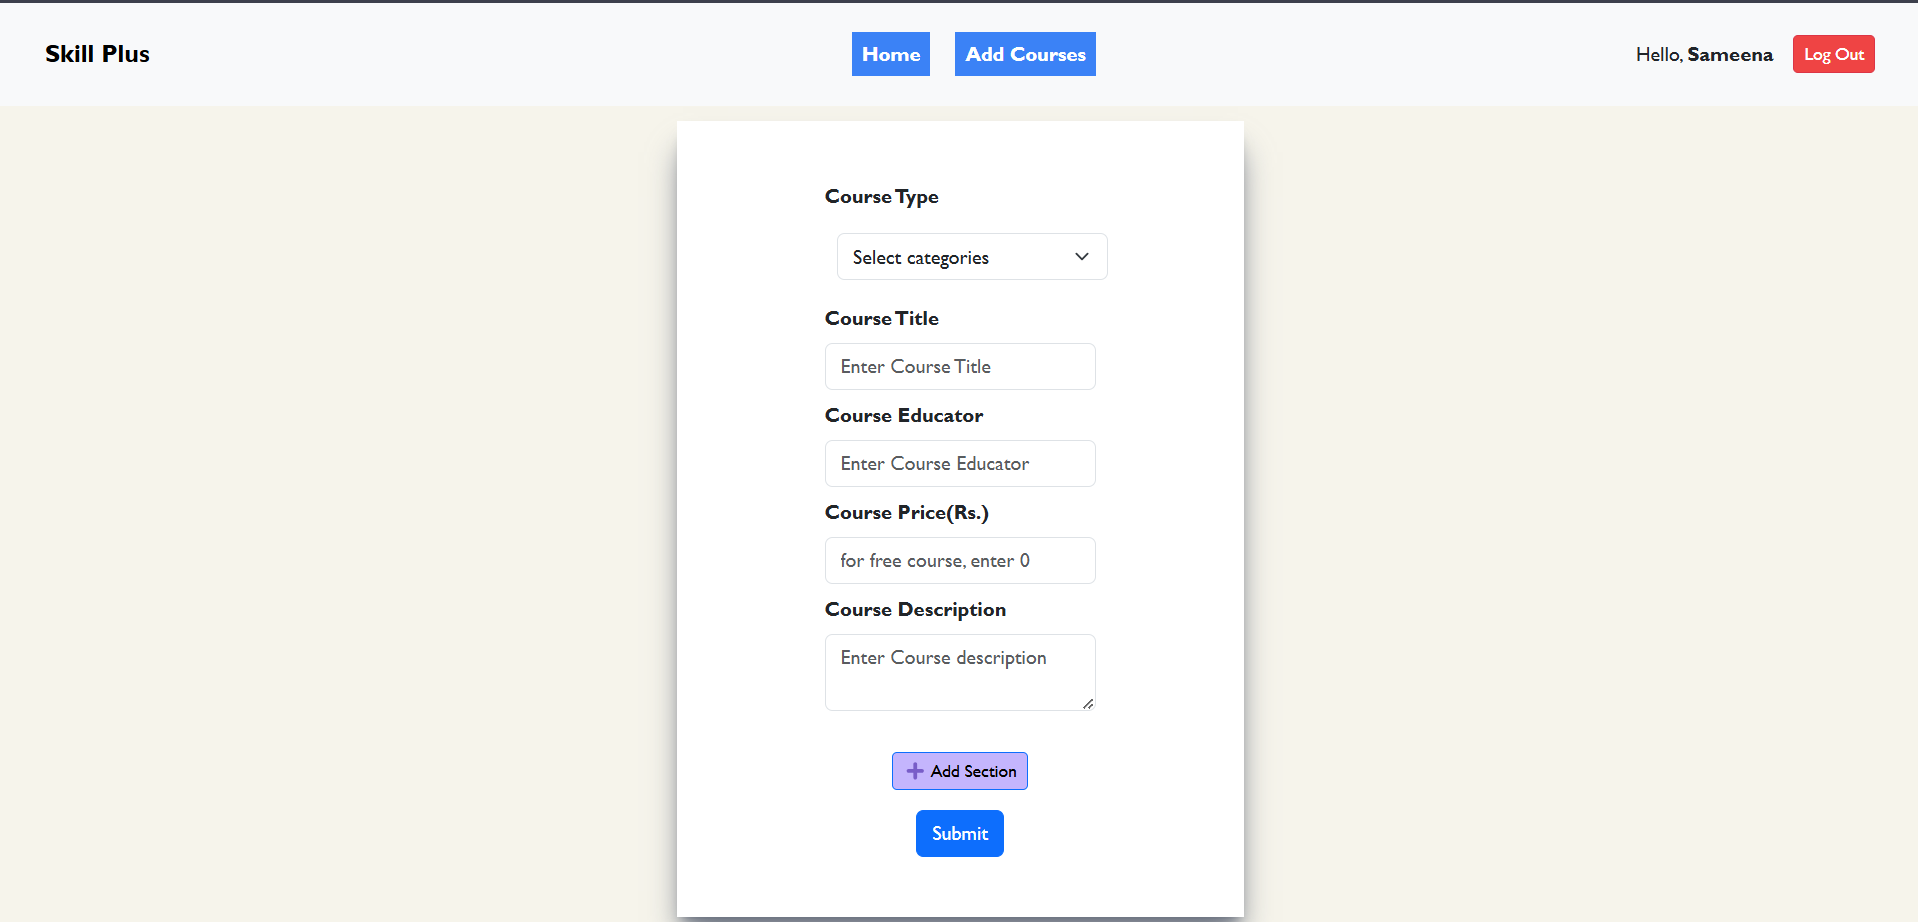 Skill Plus
Home
Add Courses
Hello, Sameena
Log Out
Course Type
Select categories
Course Title
Enter Course Title
Course Educator
Enter Course Educator
Course Price(Rs.)
for free course, enter 0
Course Description
Enter Course description
Add Section
Submit